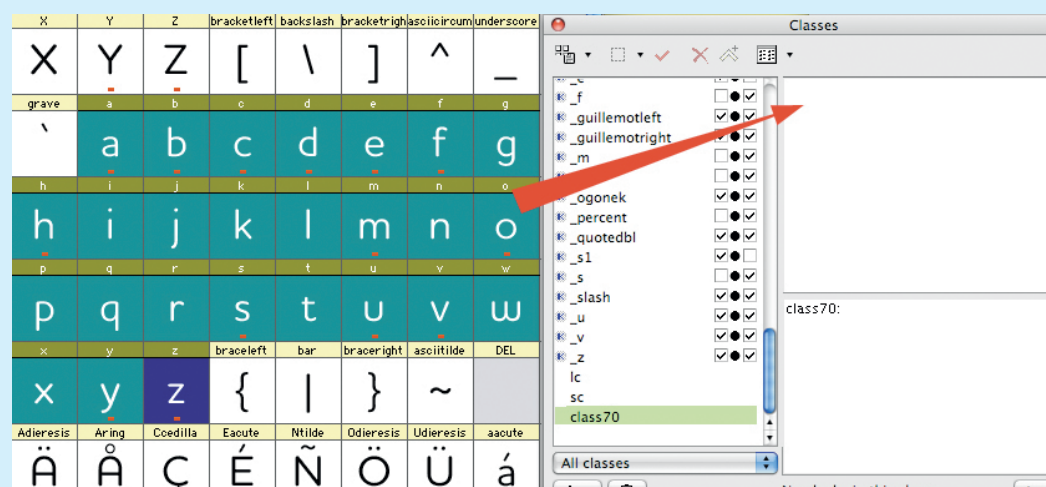 X Y Z bracketleft backslash bracketrigh asciicircum underscore
X Y Z [ \ ] ^ _
grave a b c d e f g
` a b c d e f g
h i j k l m n o
h i j k l m n o
p q r s t u v w
p q r s t u v w
x y z braceleft bar braceright asciitilde DEL
x y z { | } ~
Adieresis Aring Ccedilla Eacute Ntilde Odieresis Udieresis aacute
Ä Å Ç É Ñ Ö Ü á
Classes
_f
_guillemotleft
_guillemotright
_m
_ogonek
_percent
_quotedbl
_s1
_s
_slash
_u
_v
_z
lc
sc
class70
All classes
class70: